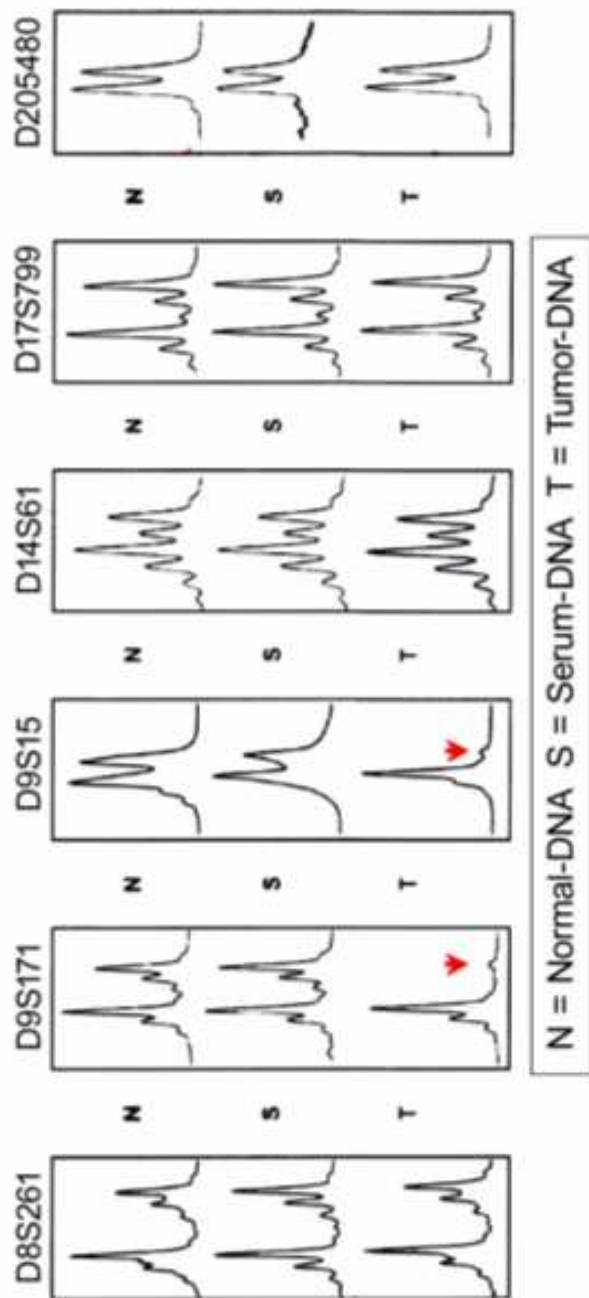 D8S261
D9S171
D9S15
D14S61
D17S799
D20S480
N
N
N
N
N
N
S
S
S
S
S
S
T
T
T
T
T
T
N = Normal-DNA S = Serum-DNA T = Tumor-DNA